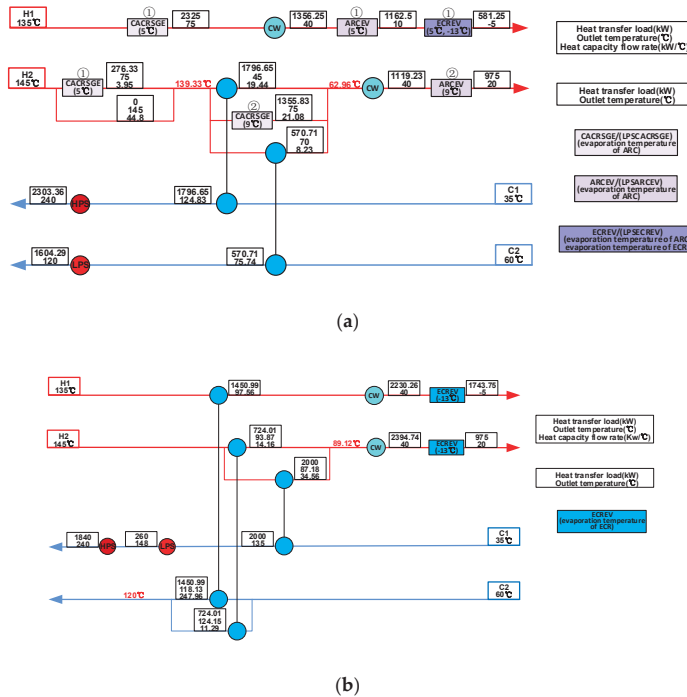 H1
135℃
①
CACRSGE
(5℃)
2325
75
CW
1356.25
40
①
ARCEV
(5℃)
1162.5
10
①
ECREV
(5℃, -13℃)
581.25
-5
Heat transfer load(kW)
Outlet temperature(℃)
Heat capacity flow rate(kW/℃)
H2
145℃
①
CACRSGE
(5℃)
276.33
75
3.95
139.33℃
0
145
44.8
1796.65
45
19.44
②
CACRSGE
(9℃)
1355.83
75
21.08
570.71
70
8.23
62.96℃
CW
1119.23
40
②
ARCEV
(9℃)
975
20
Heat transfer load(kW)
Outlet temperature(℃)
CACRSGE/(LPSCACRSGE)
(evaporation temperature
of ARC)
2303.36
240
HPS
1796.65
124.83
C1
35℃
ARCEV/(LPSARCEV)
(evaporation temperature
of ARC)
1604.29
120
LPS
570.71
75.74
C2
60℃
ECREV/(LPSECREV)
(evaporation temperature of ARC
evaporation temperature of ECR
(a)
H1
135℃
1450.99
97.56
CW
2230.26
40
ECREV
(-13℃)
1743.75
-5
H2
145℃
724.01
93.87
14.16
2000
87.18
34.56
89.12℃
CW
2394.74
40
ECREV
(-13℃)
975
20
Heat transfer load(kW)
Outlet temperature(℃)
Heat capacity flow rate(Kw/℃)
Heat transfer load(kW)
Outlet temperature(℃)
1840
240
HPS
260
148
LPS
2000
135
C1
35℃
ECREV
(evaporation temperature
of ECR)
120℃
1450.99
118.13
247.96
724.01
124.15
11.29
C2
60℃
(b)